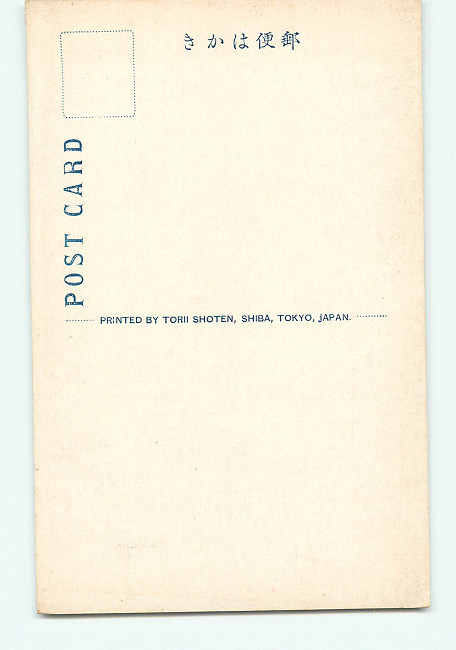 きかは便郵
POST CARD
PRINTED BY TORII SHOTEN, SHIBA, TOKYO, JAPAN.